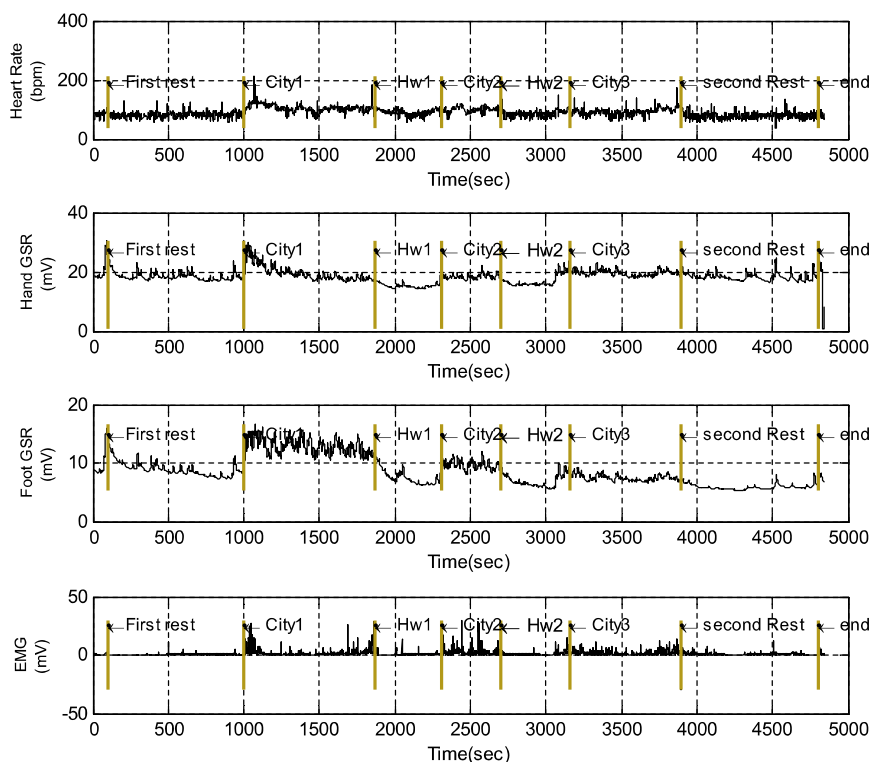 400
200
0
Heart Rate
(bpm)
First rest
City1
Hw1
City2
Hw2
City3
second Rest
end
0 500 1000 1500 2000 2500 3000 3500 4000 4500 5000
Time(sec)
40
20
0
Hand GSR
(mV)
First rest
City1
Hw1
City2
Hw2
City3
second Rest
end
0 500 1000 1500 2000 2500 3000 3500 4000 4500 5000
Time(sec)
20
10
0
Foot GSR
(mV)
First rest
City1
Hw1
City2
Hw2
City3
second Rest
end
0 500 1000 1500 2000 2500 3000 3500 4000 4500 5000
Time(sec)
50
0
-50
EMG
(mV)
First rest
City1
Hw1
City2
Hw2
City3
second Rest
end
0 500 1000 1500 2000 2500 3000 3500 4000 4500 5000
Time(sec)